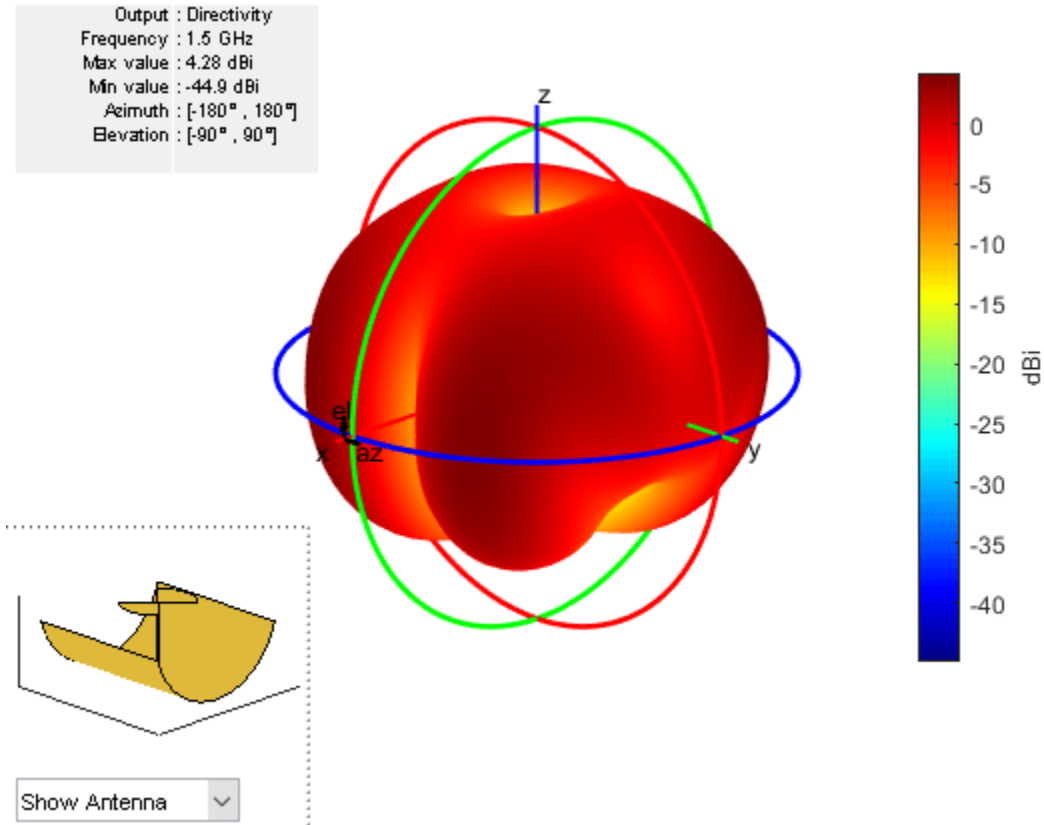 Output : Directivity
Frequency : 1.5 GHz
Max value : 4.28 dBi
Min value : -44.9 dBi
Azimuth : [-180° , 180°]
Elevation : [-90° , 90°]
z
el
x az
y
0
-5
-10
-15
-20
-25
-30
-35
-40
dBi
Show Antenna